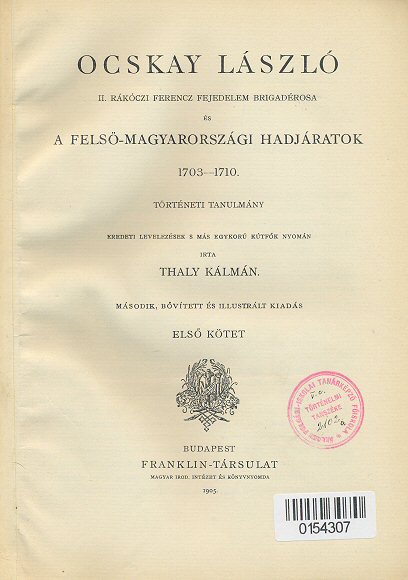 OCSKAY LÁSZLÓ
II. RÁKÓCZI FERENCZ FEJEDELEM BRIGADÉROSA
ÉS
A FELSÖ-MAGYARORSZÁGI HADJÁRATOK
1703—1710.
TÖRTÉNETI TANULMÁNY
EREDETI LEVELEZÉSEK S MÁS EGYKORÚ KÚTFŐK NYOMÁN
IRTA
THALY KÁLMÁN.
MÁSODIK, BŐVÍTETT ÉS ILLUSTRÁLT KIADÁS
ELSŐ KÖTET
TÖRTÉNELMI
TANSZÉKE
BUDAPEST
FRANKLIN-TÁRSULAT
MAGYAR IROD. INTÉZET ÉS KÖNYVNYOMDA
1905.
0154307